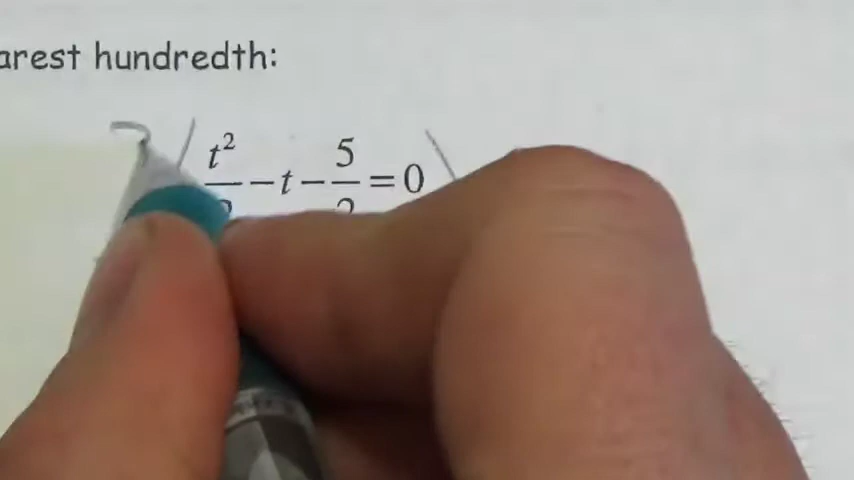 arest hundredth:
t² - t - 5 = 0